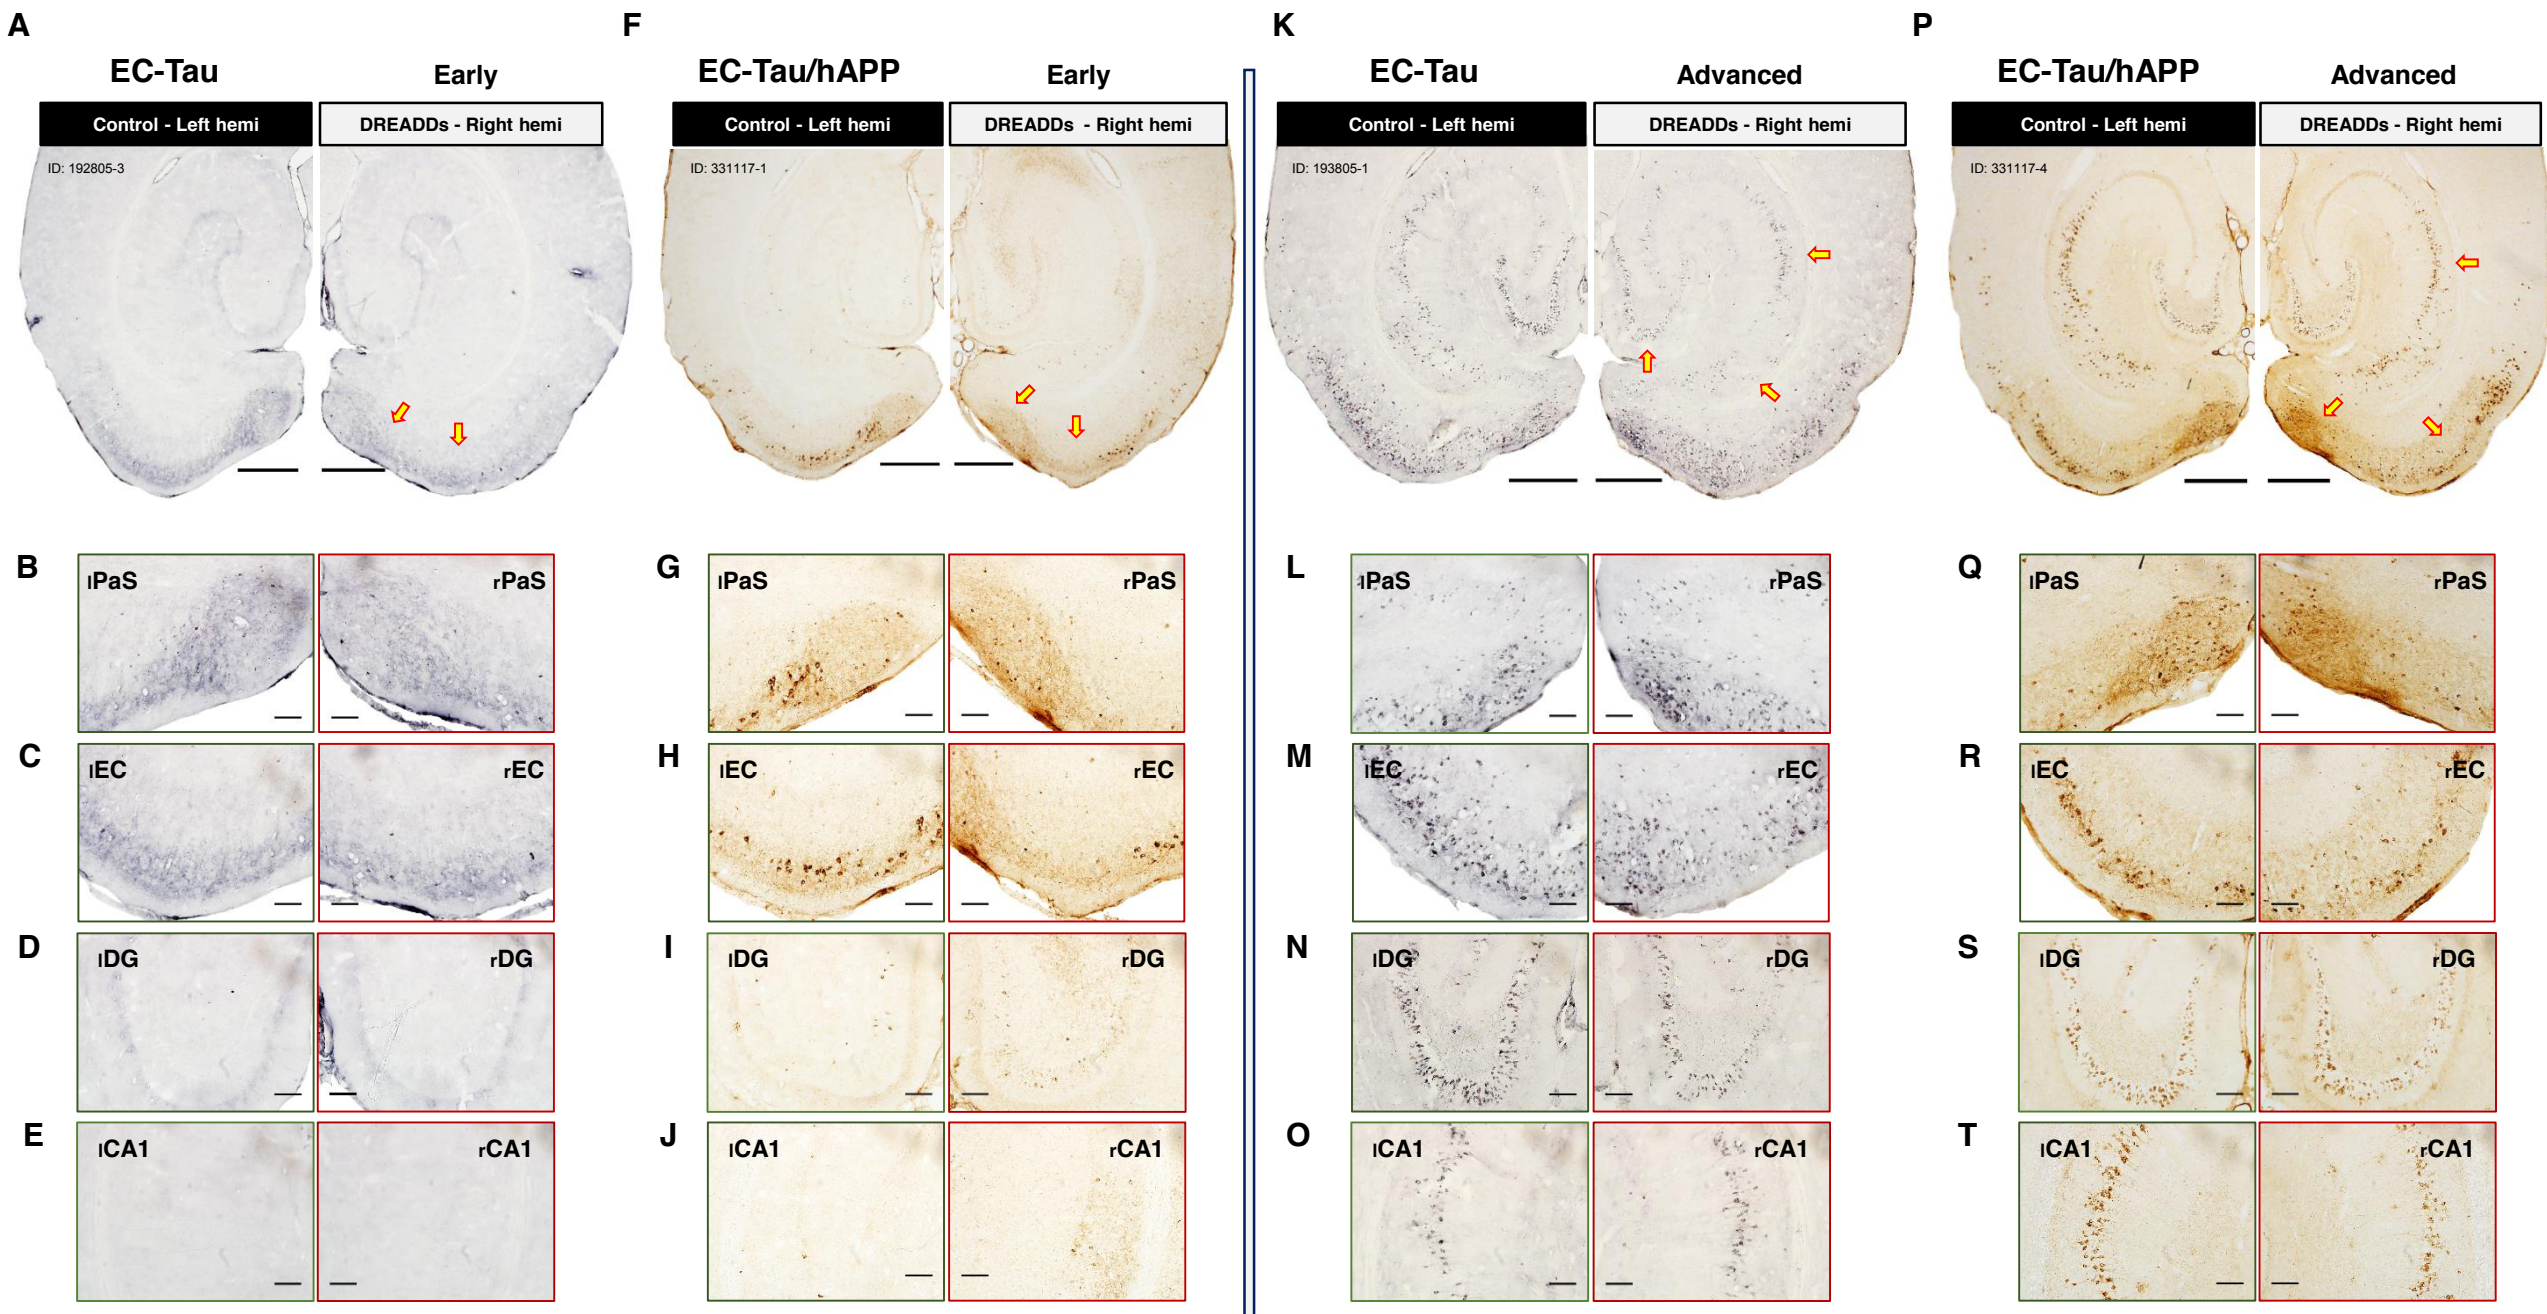 A
F
K
P
EC-Tau
Early
EC-Tau/hAPP
Early
EC-Tau
Advanced
EC-Tau/hAPP
Advanced
Control - Left hemi
DREADDs - Right hemi
Control - Left hemi
DREADDs - Right hemi
Control - Left hemi
DREADDs - Right hemi
Control - Left hemi
DREADDs - Right hemi
ID: 192805-3
ID: 331117-1
ID: 193805-1
ID: 331117-4
B
lPaS
rPaS
G
lPaS
rPaS
L
lPaS
rPaS
Q
lPaS
rPaS
C
lEC
rEC
H
lEC
rEC
M
lEC
rEC
R
lEC
rEC
D
lDG
rDG
I
lDG
rDG
N
lDG
rDG
S
lDG
rDG
E
lCA1
rCA1
J
lCA1
rCA1
O
lCA1
rCA1
T
lCA1
rCA1